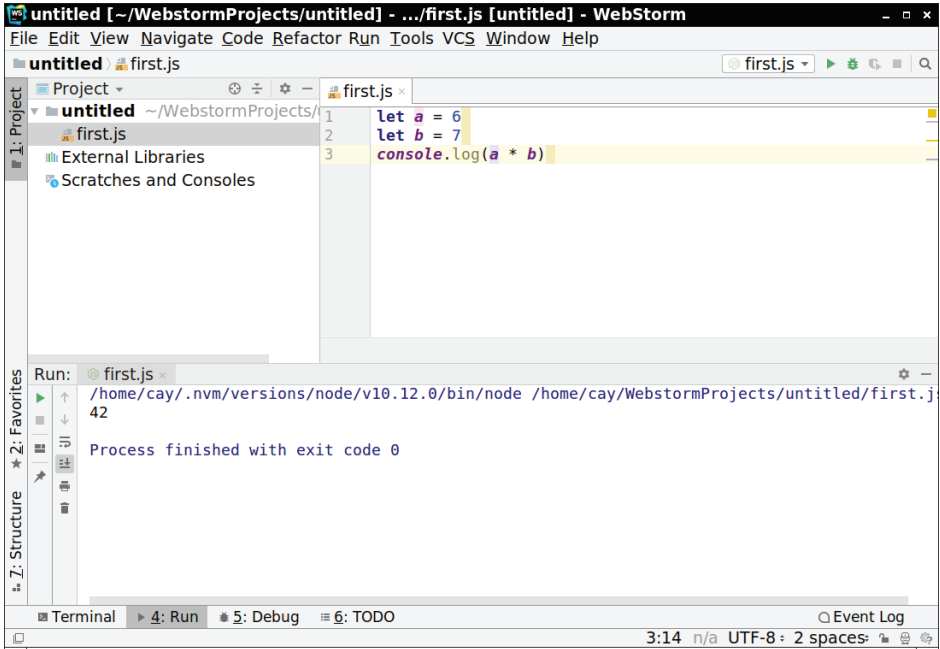 untitled [~/WebstormProjects/untitled] - .../first.js [untitled] - WebStorm
File Edit View Navigate Code Refactor Run Tools VCS Window Help
untitled first.js
first.js
1: Project
Project
untitled ~/WebstormProjects/
first.js
External Libraries
Scratches and Consoles
first.js
1 let a = 6
2 let b = 7
3 console.log(a * b)
2: Favorites
7: Structure
Run: first.js
/home/cay/.nvm/versions/node/v10.12.0/bin/node /home/cay/WebstormProjects/untitled/first.j
42
Process finished with exit code 0
Terminal 4: Run 5: Debug 6: TODO Event Log
3:14 n/a UTF-8 2 spaces